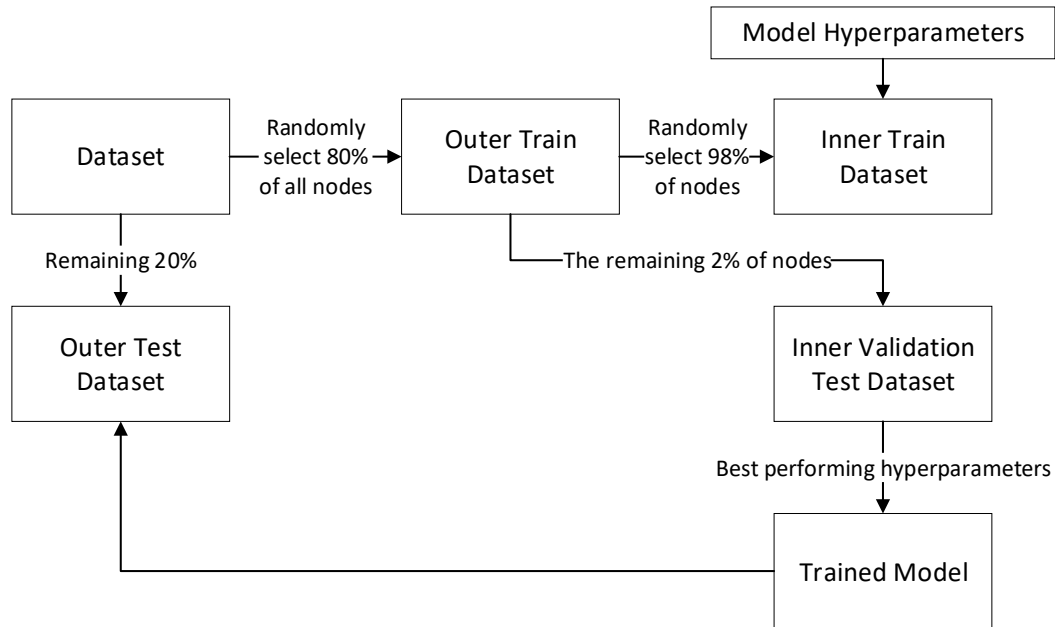 Model Hyperparameters
Dataset
Randomly
select 80%
of all nodes
Outer Train
Dataset
Randomly
select 98%
of nodes
Inner Train
Dataset
Remaining 20%
The remaining 2% of nodes
Outer Test
Dataset
Inner Validation
Test Dataset
Best performing hyperparameters
Trained Model